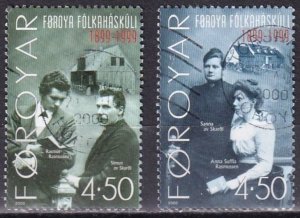 FØROYA FÓLKAHÁSKÚLI
1899-1999
FØROYAR
Rasmus
Rasmussen
Símun
av Skarði
2000
4·50
FØROYA FÓLKAHÁSKÚLI
1899-1999
FØROYAR
Sanna
av Skarði
2000
Anna Suffía
Rasmussen
4·50